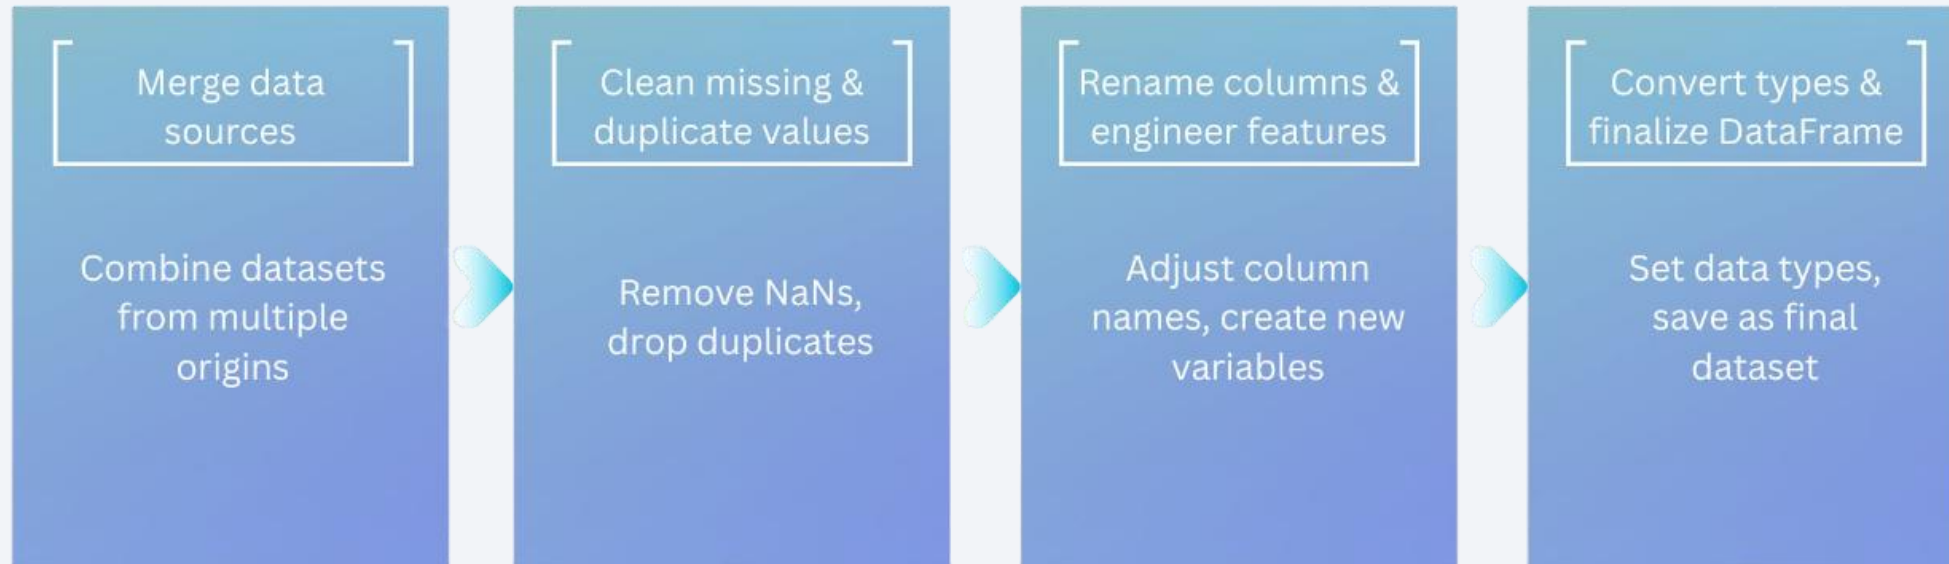 Merge data
sources
Combine datasets
from multiple
origins
Clean missing &
duplicate values
Remove NaNs,
drop duplicates
Rename columns &
engineer features
Adjust column
names, create new
variables
Convert types &
finalize DataFrame
Set data types,
save as final
dataset